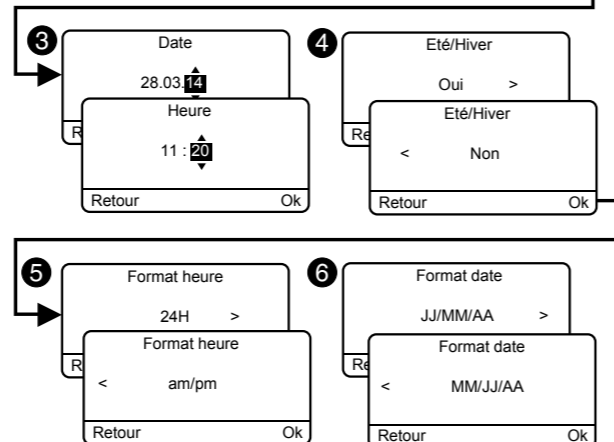 3
Date
28.03.14
R
Heure
11 : 20
Retour Ok
4
Eté/Hiver
Oui >
Re
Eté/Hiver
< Non
Retour Ok
5
Format heure
24H >
R
Format heure
< am/pm
Retour Ok
6
Format date
JJ/MM/AA >
Re
Format date
< MM/JJ/AA
Retour Ok